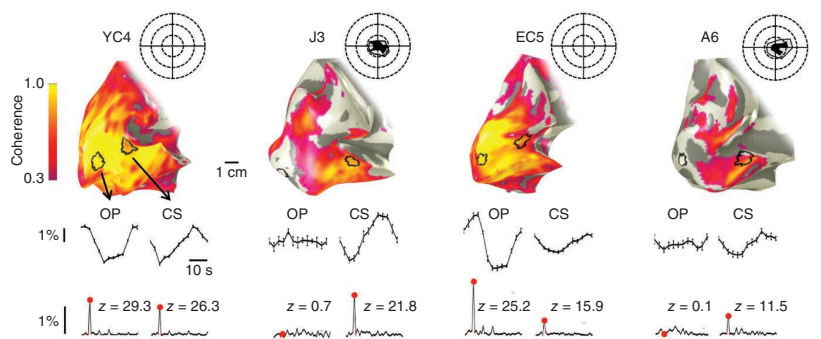 YC4 J3 EC5 A6
1.0
Coherence
0.3
1 cm
OP CS OP CS OP CS OP CS
1%
10 s
z = 29.3 z = 26.3 z = 0.7 z = 21.8 z = 25.2 z = 15.9 z = 0.1 z = 11.5
1%